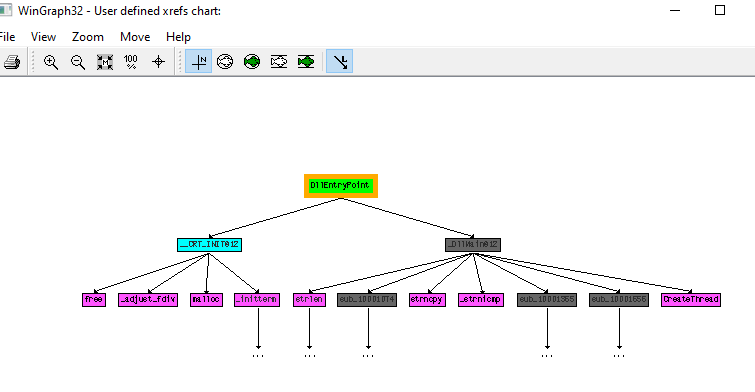 WinGraph32 - User defined xrefs chart:
File View Zoom Move Help
100 %
N
DllEntryPoint
__CRT_INIT@12
_DllMain@12
free
_adjust_fdiv
malloc
_initterm
strlen
sub_10001074
strncpy
_strnicmp
sub_10001365
sub_10001656
CreateThread
...
...
...
...
...